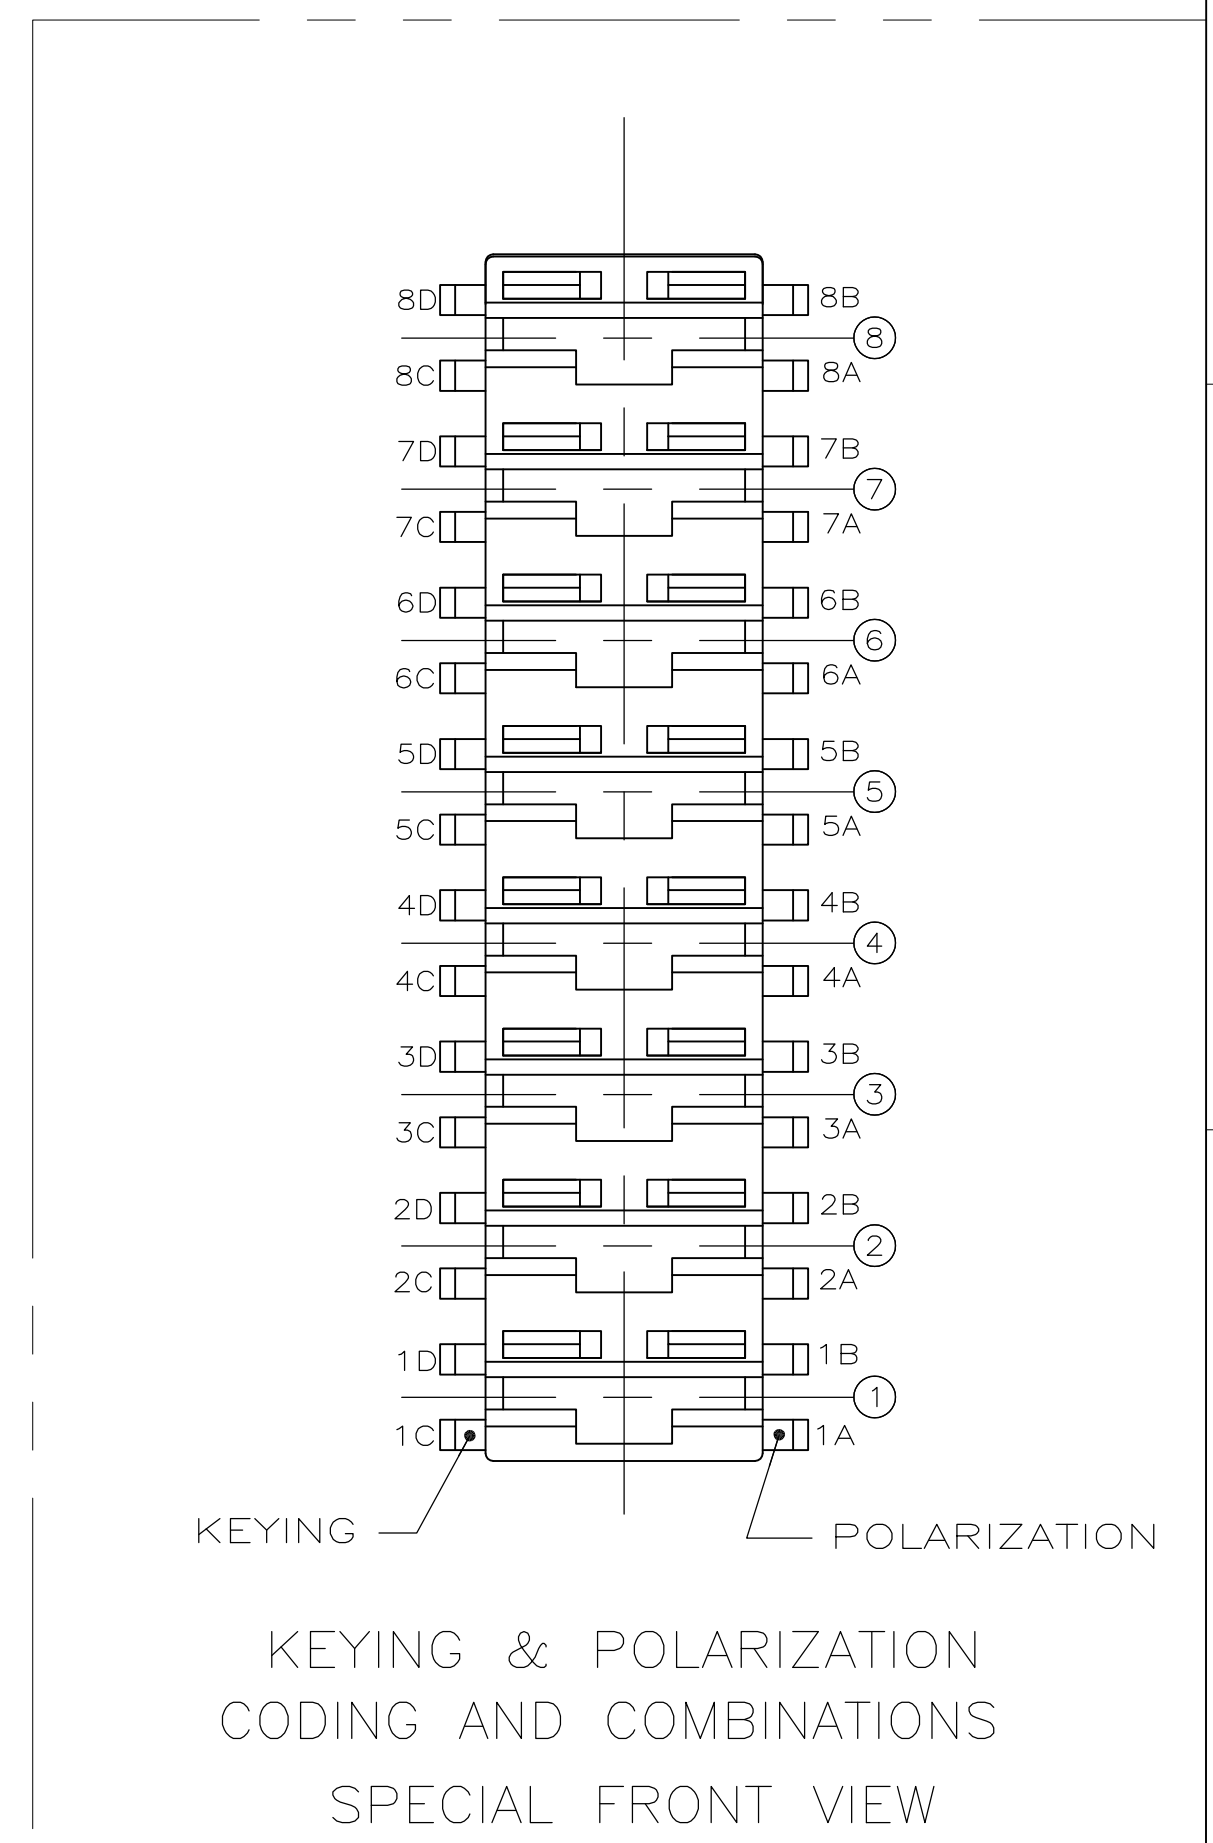 8D 8B
8
8C 8A
7D 7B
7
7C 7A
6D 6B
6
6C 6A
5D 5B
5
5C 5A
4D 4B
4
4C 4A
3D 3B
3
3C 3A
2D 2B
2
2C 2A
1D 1B
1
1C 1A
KEYING POLARIZATION
KEYING & POLARIZATION
CODING AND COMBINATIONS
SPECIAL FRONT VIEW